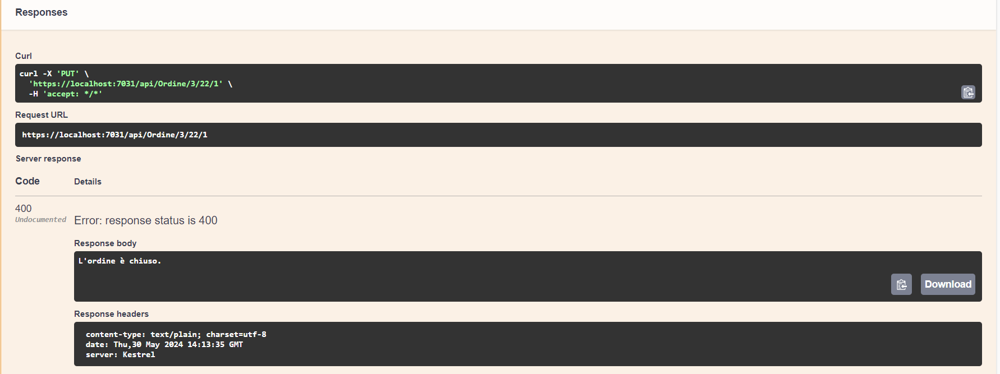 Responses
Curl
curl -X 'PUT' \
'https://localhost:7031/api/Ordine/3/22/1' \
-H 'accept: */*'
Request URL
https://localhost:7031/api/Ordine/3/22/1
Server response
Code Details
400
Undocumented Error: response status is 400
Response body
L'ordine è chiuso.
Download
Response headers
content-type: text/plain; charset=utf-8
date: Thu,30 May 2024 14:13:35 GMT
server: Kestrel